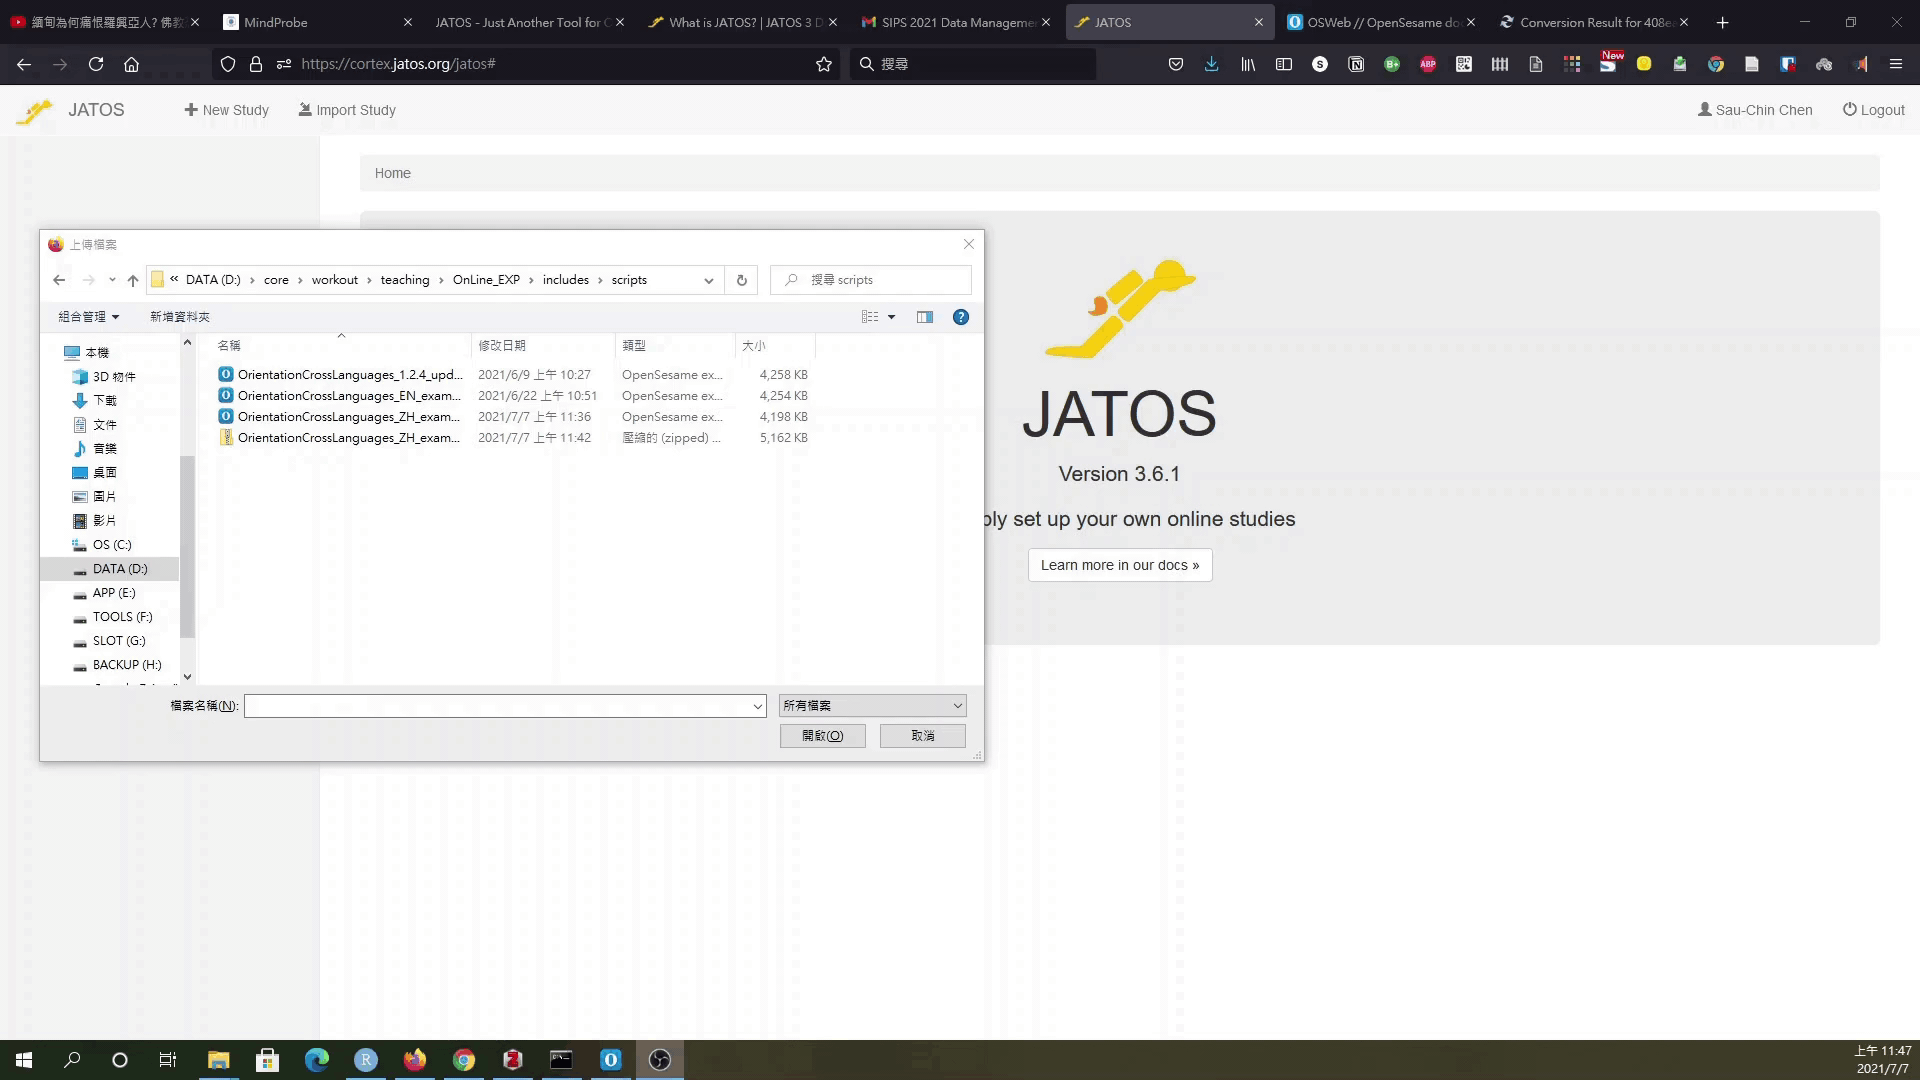 緬甸為何痛恨羅興亞人? 佛教
MindProbe
JATOS - Just Another Tool for O
What is JATOS? | JATOS 3 D
SIPS 2021 Data Manageme
JATOS
OSWeb // OpenSesame do
Conversion Result for 408e
https://cortex.jatos.org/jatos#
搜尋
New
JATOS
New Study
Import Study
Sau-Chin Chen
Logout
Home
上傳檔案
« DATA (D:) › core › workout › teaching › OnLine_EXP › includes › scripts
搜尋 scripts
組合管理
新增資料夾
名稱
修改日期
類型
大小
本機
3D 物件
下載
文件
音樂
桌面
圖片
影片
OS (C:)
DATA (D:)
APP (E:)
TOOLS (F:)
SLOT (G:)
BACKUP (H:)
OrientationCrossLanguages_1.2.4_upd... 2021/6/9 上午 10:27 OpenSesame ex... 4,258 KB
OrientationCrossLanguages_EN_exam... 2021/6/22 上午 10:51 OpenSesame ex... 4,254 KB
OrientationCrossLanguages_ZH_exam... 2021/7/7 上午 11:36 OpenSesame ex... 4,198 KB
OrientationCrossLanguages_ZH_exam... 2021/7/7 上午 11:42 壓縮的 (zipped) ... 5,162 KB
檔案名稱(N):
所有檔案
開啟(O)
取消
JATOS
Version 3.6.1
ply set up your own online studies
Learn more in our docs »
上午 11:47
2021/7/7